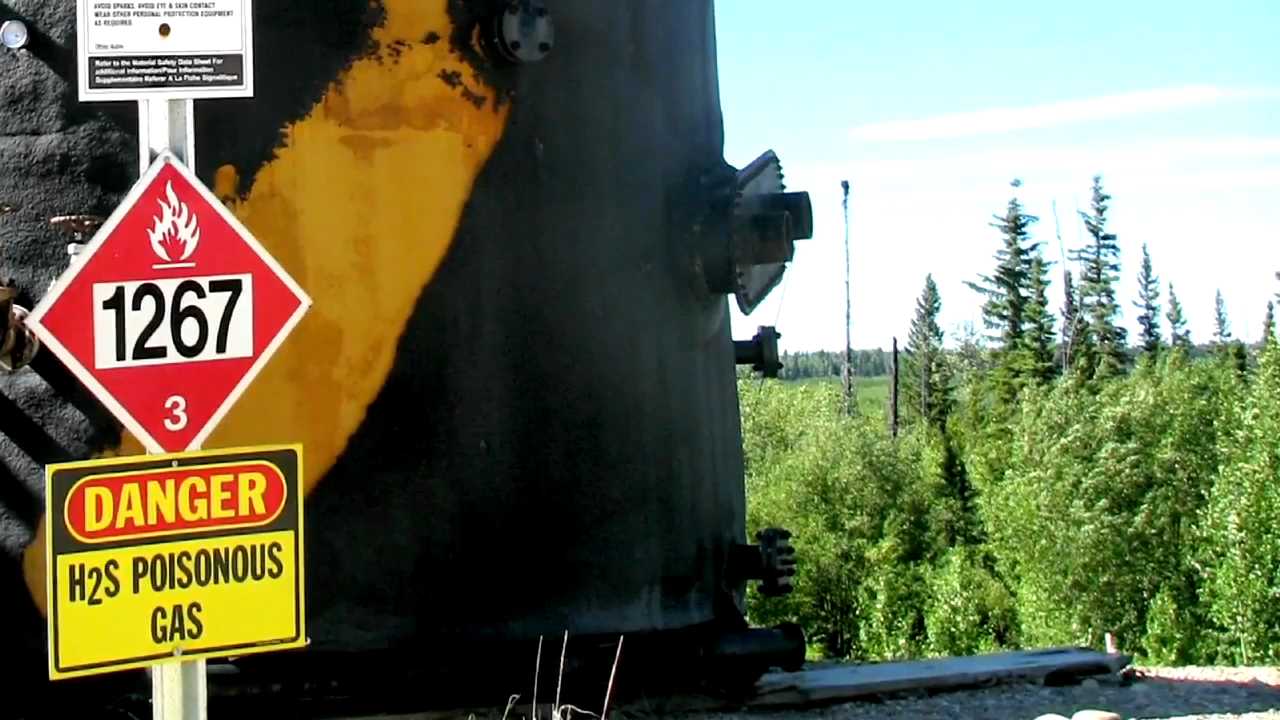 AVOID SPARKS. AVOID EYE & SKIN CONTACT
WEAR OTHER PERSONAL PROTECTION EQUIPMENT
AS REQUIRED
Refer to the Material Safety Data Sheet For
additional Information/Pour Information
Supplementaire Referer A La Fiche Signaletique
1267
3
DANGER
H2S POISONOUS
GAS